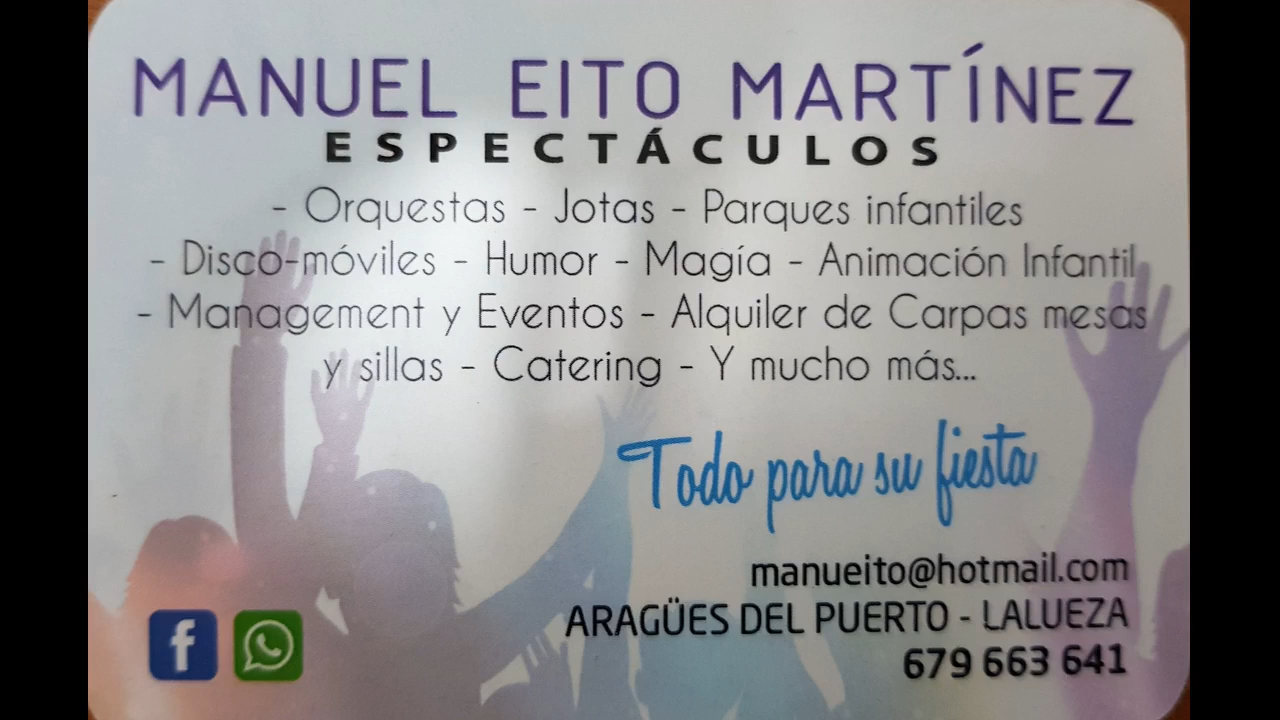 MANUEL EITO MARTÍNEZ
ESPECTÁCULOS
- Orquestas - Jotas - Parques infantiles
- Disco-móviles - Humor - Magía - Animación Infantil
- Management y Eventos - Alquiler de Carpas mesas
y sillas - Catering - Y mucho más...
Todo para su fiesta
manueito@hotmail.com
ARAGÜES DEL PUERTO - LALUEZA
679 663 641